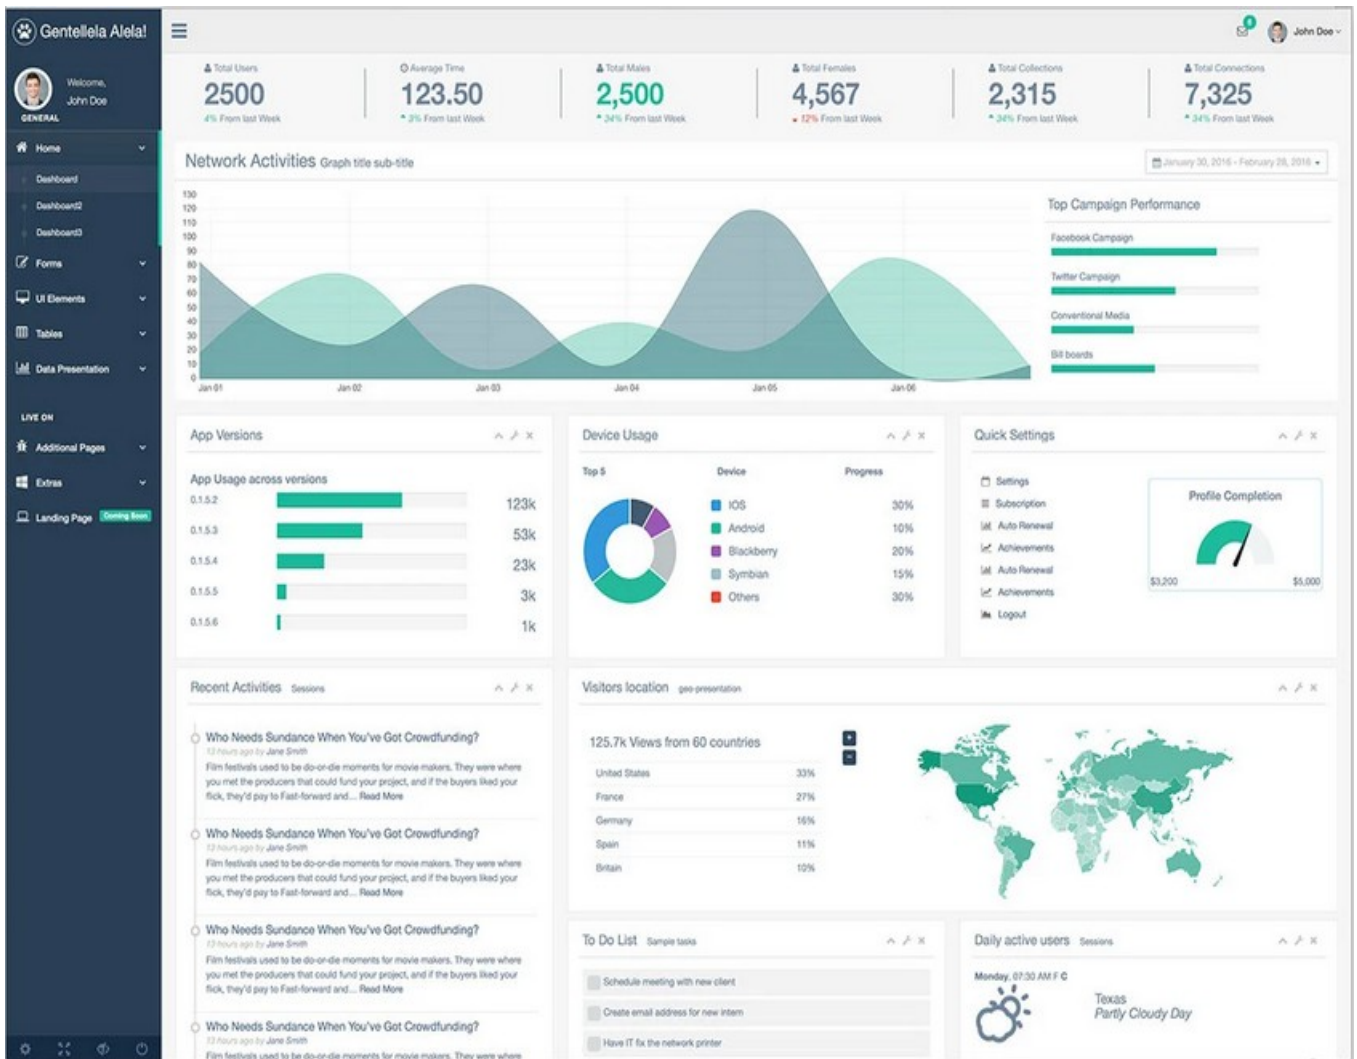 Gentellela Alela!
Welcome,
John Doe
GENERAL
Home
Dashboard
Dashboard2
Dashboard3
Forms
UI Elements
Tables
Data Presentation
LIVE ON
Additional Pages
Extras
Landing Page Coming Soon
John Doe
Total Users
2500
4% From last Week
Average Time
123.50
3% From last Week
Total Males
2,500
34% From last Week
Total Females
4,567
12% From last Week
Total Collections
2,315
34% From last Week
Total Connections
7,325
34% From last Week
Network Activities Graph title sub-title
January 30, 2016 - February 28, 2016
130
120
110
100
90
80
70
60
50
40
30
20
10
0
Jan 01 Jan 02 Jan 03 Jan 04 Jan 05 Jan 06
Top Campaign Performance
Facebook Campaign
Twitter Campaign
Conventional Media
Bill boards
App Versions
App Usage across versions
0.1.5.2 123k
0.1.5.3 53k
0.1.5.4 23k
0.1.5.5 3k
0.1.5.6 1k
Device Usage
Top 5 Device Progress
IOS 30%
Android 10%
Blackberry 20%
Symbian 15%
Others 30%
Quick Settings
Settings
Subscription
Auto Renewal
Achievements
Auto Renewal
Achievements
Logout
Profile Completion
$3,200 $5,000
Recent Activities Sessions
Who Needs Sundance When You've Got Crowdfunding?
13 hours ago by Jane Smith
Film festivals used to be do-or-die moments for movie makers. They were where
you met the producers that could fund your project, and if the buyers liked your
flick, they'd pay to Fast-forward and... Read More
Who Needs Sundance When You've Got Crowdfunding?
13 hours ago by Jane Smith
Film festivals used to be do-or-die moments for movie makers. They were where
you met the producers that could fund your project, and if the buyers liked your
flick, they'd pay to Fast-forward and... Read More
Who Needs Sundance When You've Got Crowdfunding?
13 hours ago by Jane Smith
Film festivals used to be do-or-die moments for movie makers. They were where
you met the producers that could fund your project, and if the buyers liked your
flick, they'd pay to Fast-forward and... Read More
Who Needs Sundance When You've Got Crowdfunding?
13 hours ago by Jane Smith
Film festivals used to be do-or-die moments for movie makers. They were where
Visitors location geo-presentation
125.7k Views from 60 countries
United States 33%
France 27%
Germany 16%
Spain 11%
Britain 10%
+
−
To Do List Sample tasks
Schedule meeting with new client
Create email address for new intern
Have IT fix the network printer
Daily active users Sessions
Monday, 07:30 AM F C
Texas
Partly Cloudy Day